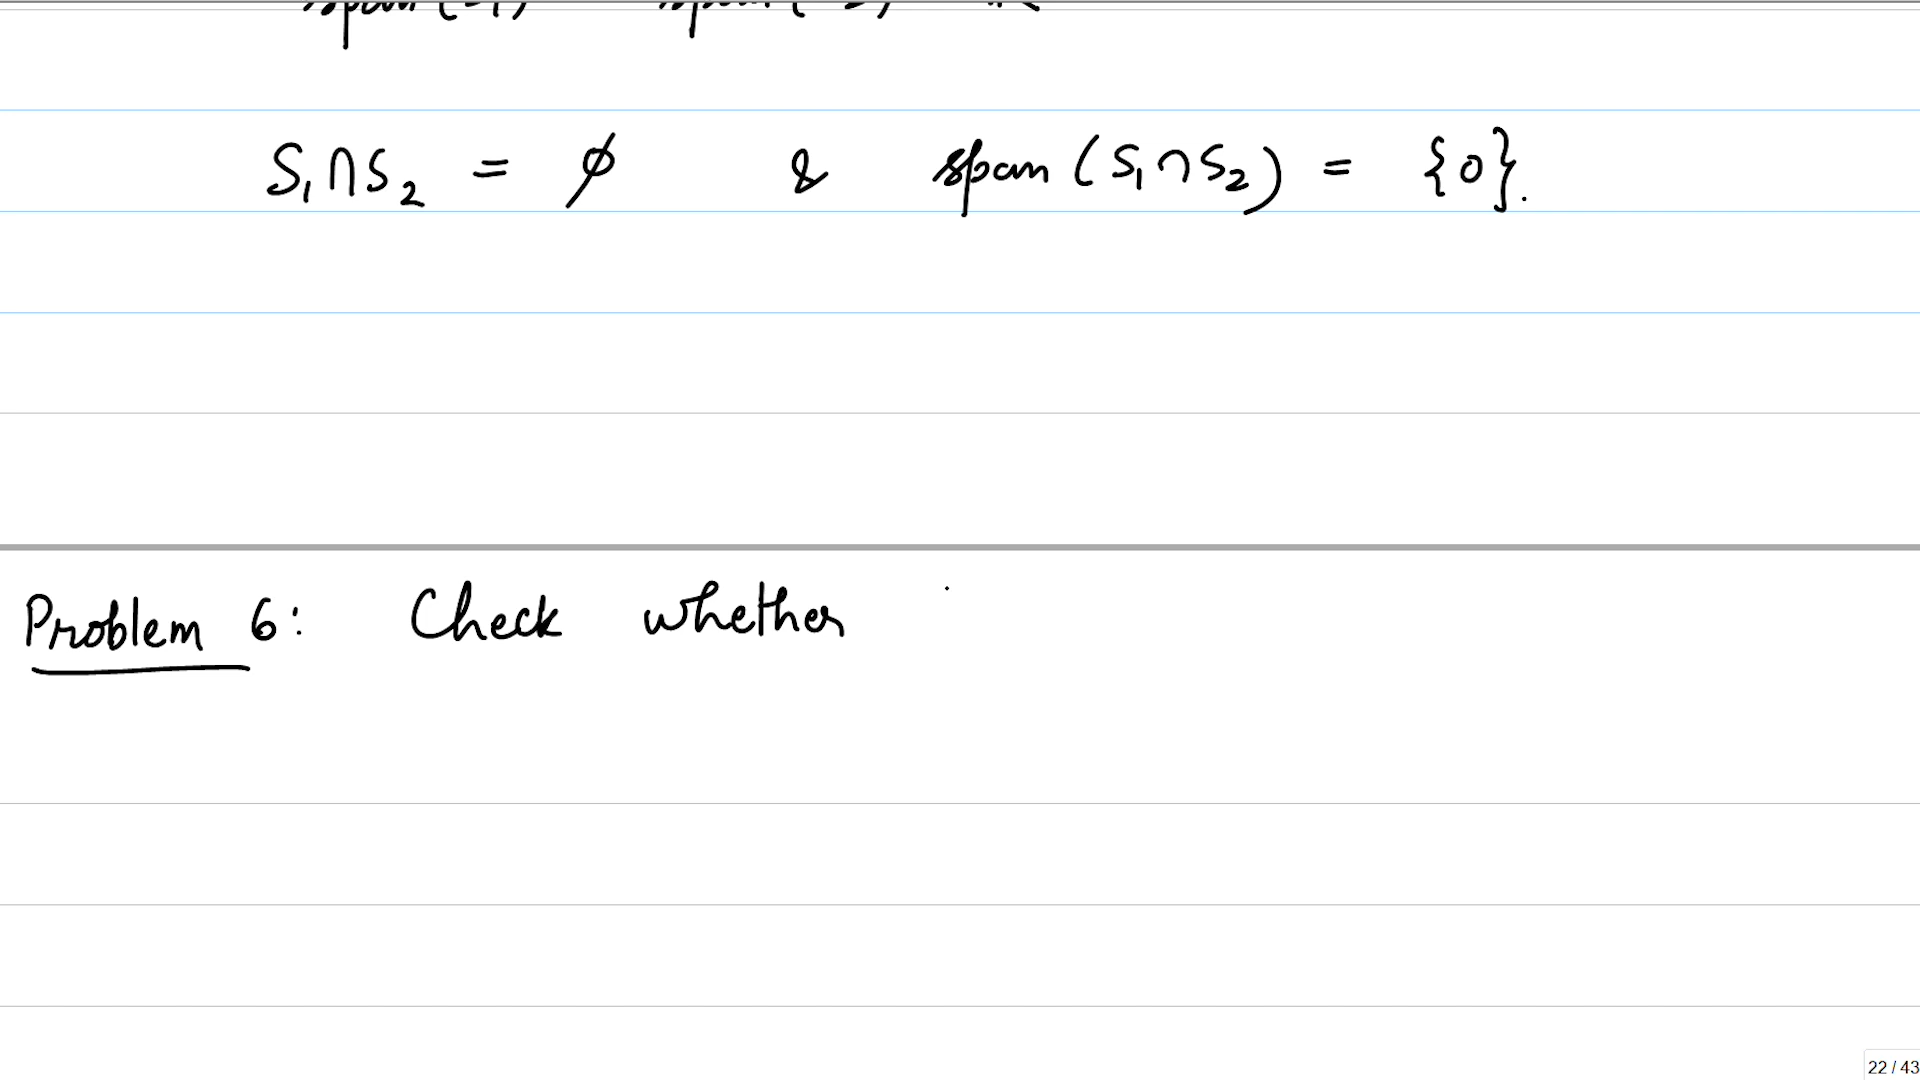 S₁∩S₂ = ϕ & span (S₁∩S₂) = {0}.
Problem 6: Check whether
22 / 43